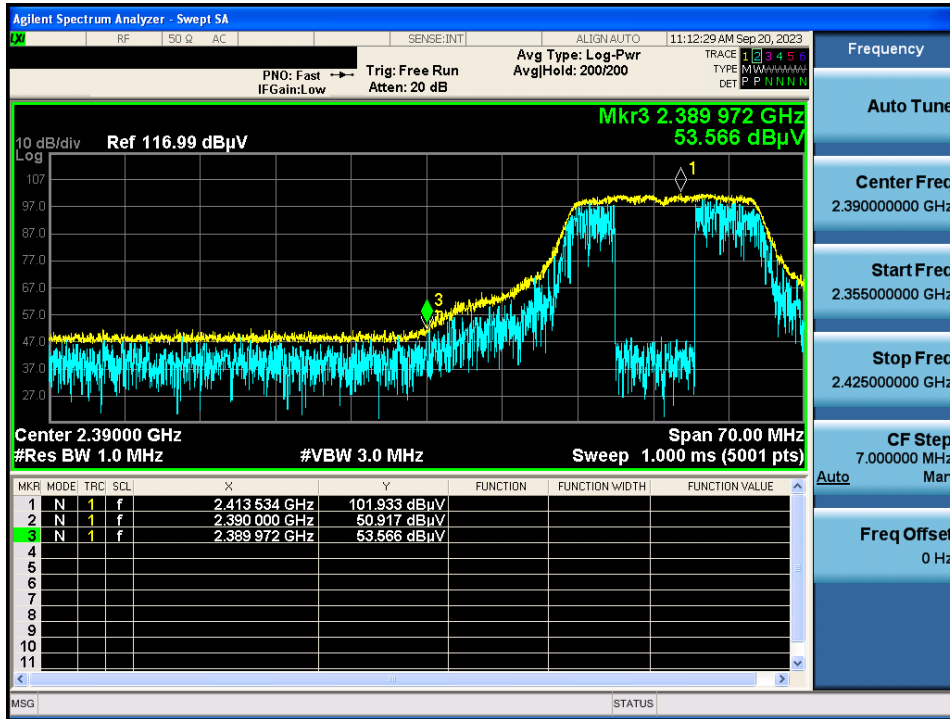 Agilent Spectrum Analyzer - Swept SA
LXI RF 50 Ω AC SENSE:INT ALIGN AUTO 11:12:29 AM Sep 20, 2023
PNO: Fast
IFGain:Low
Trig: Free Run
Atten: 20 dB
Avg Type: Log-Pwr
Avg|Hold: 200/200
TRACE 1 2 3 4 5 6
TYPE M
DET P P N N N N
Mkr3 2.389 972 GHz
53.566 dBµV
10 dB/div Ref 116.99 dBµV
Log
107
97.0
87.0
77.0
67.0
57.0
47.0
37.0
27.0
1
3
Center 2.39000 GHz Span 70.00 MHz
#Res BW 1.0 MHz #VBW 3.0 MHz Sweep 1.000 ms (5001 pts)
MKR MODE TRC SCL X Y FUNCTION FUNCTION WIDTH FUNCTION VALUE
1 N 1 f 2.413 534 GHz 101.933 dBµV
2 N 1 f 2.390 000 GHz 50.917 dBµV
3 N 1 f 2.389 972 GHz 53.566 dBµV
4
5
6
7
8
9
10
11
MSG STATUS
Frequency
Auto Tune
Center Freq
2.390000000 GHz
Start Freq
2.355000000 GHz
Stop Freq
2.425000000 GHz
CF Step
7.000000 MHz
Auto Man
Freq Offset
0 Hz